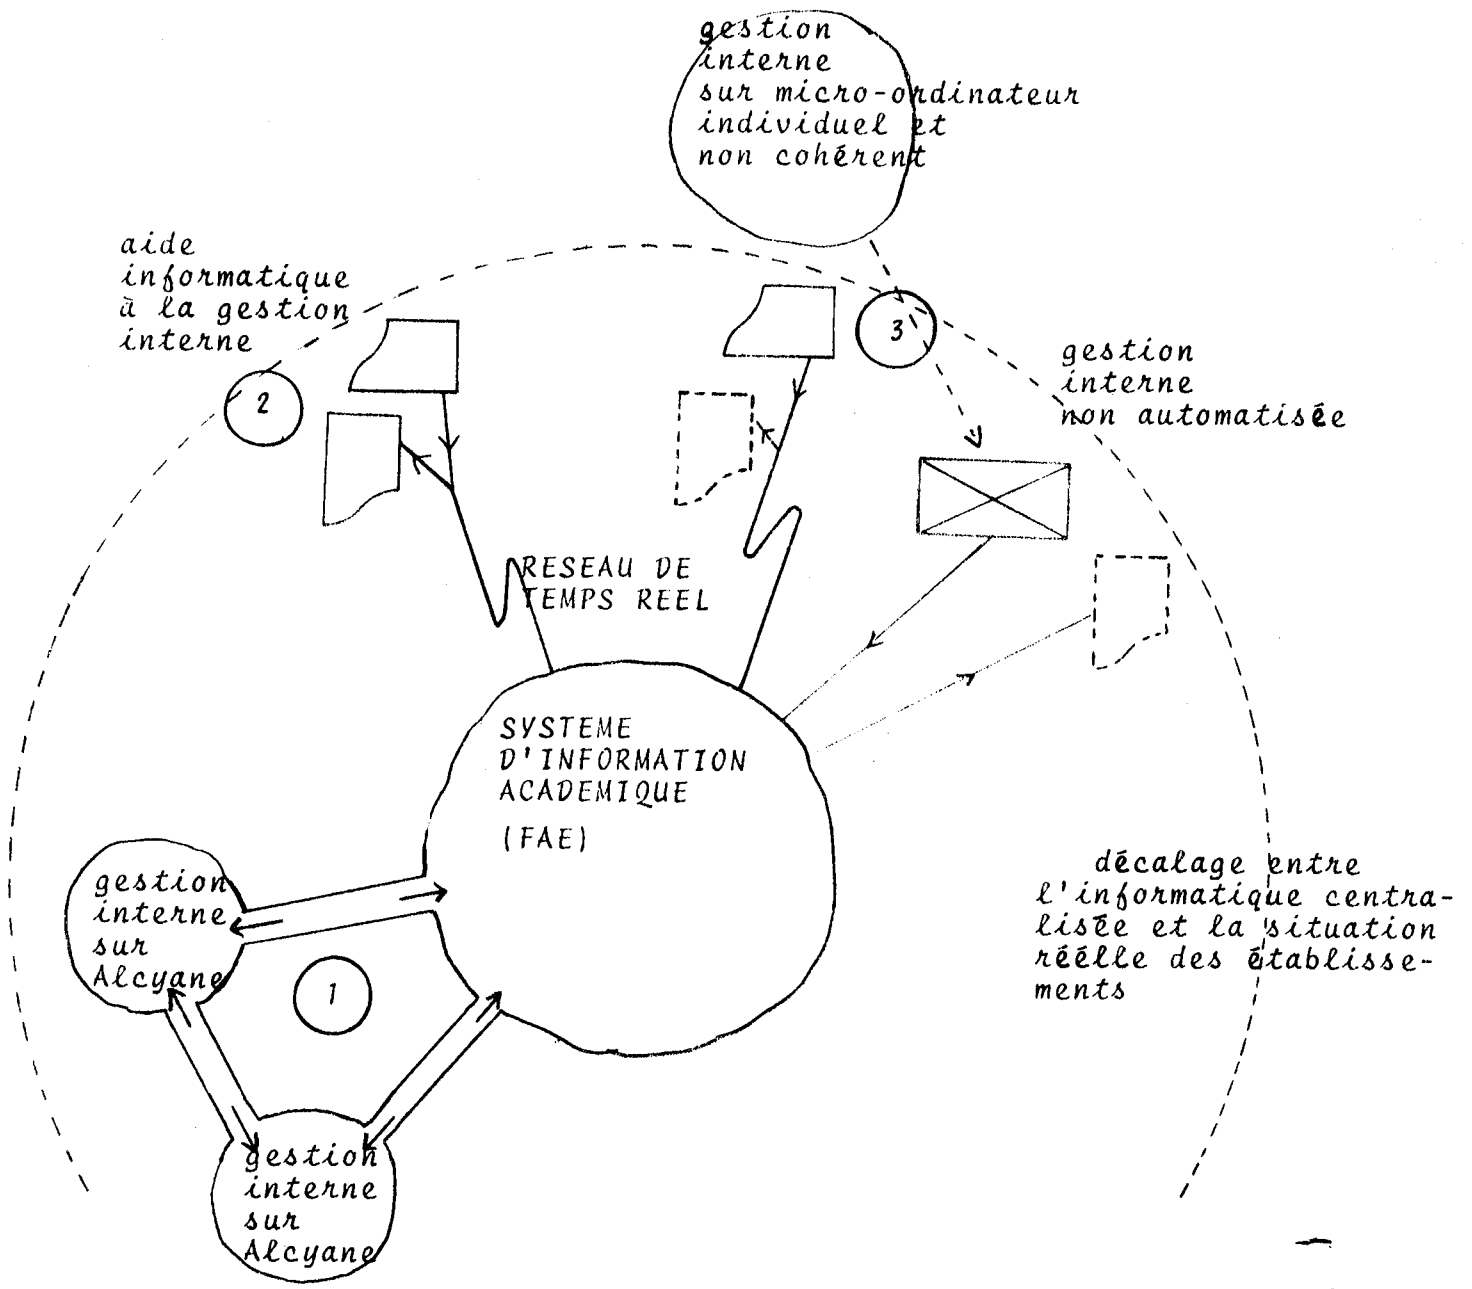 gestion
interne
sur micro-ordinateur
individuel et
non cohérent
aide
informatique
à la gestion
interne
2
3
gestion
interne
non automatisée
RESEAU DE
TEMPS REEL
SYSTEME
D'INFORMATION
ACADEMIQUE
(FAE)
décalage entre
l'informatique centra-
lisée et la situation
réélle des établisse-
ments
gestion
interne
sur
Alcyane
1
gestion
interne
sur
Alcyane